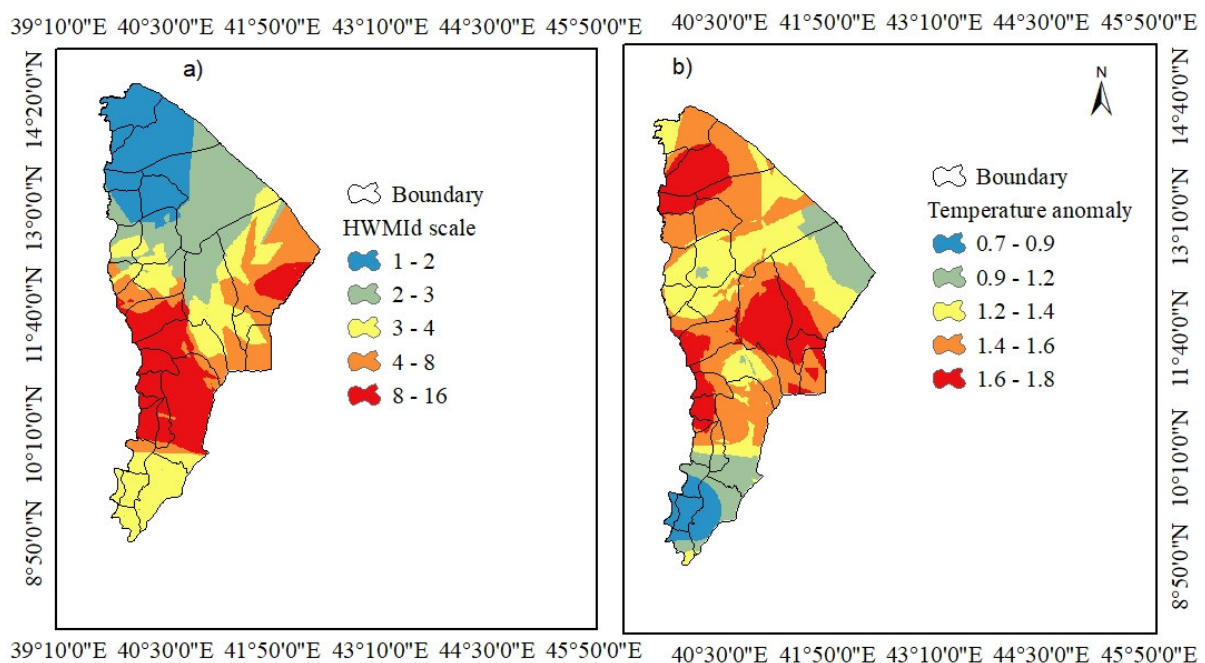 39°10'0"E 40°30'0"E 41°50'0"E 43°10'0"E 44°30'0"E 45°50'0"E
40°30'0"E 41°50'0"E 43°10'0"E 44°30'0"E 45°50'0"E
a)
14°20'0"N
13°0'0"N
11°40'0"N
10°10'0"N
8°50'0"N
Boundary
HWMId scale
1 - 2
2 - 3
3 - 4
4 - 8
8 - 16
b)
N
Boundary
Temperature anomaly
0.7 - 0.9
0.9 - 1.2
1.2 - 1.4
1.4 - 1.6
1.6 - 1.8
14°40'0"N
13°10'0"N
11°40'0"N
10°10'0"N
8°50'0"N
39°10'0"E 40°30'0"E 41°50'0"E 43°10'0"E 44°30'0"E 45°50'0"E
40°30'0"E 41°50'0"E 43°10'0"E 44°30'0"E 45°50'0"E